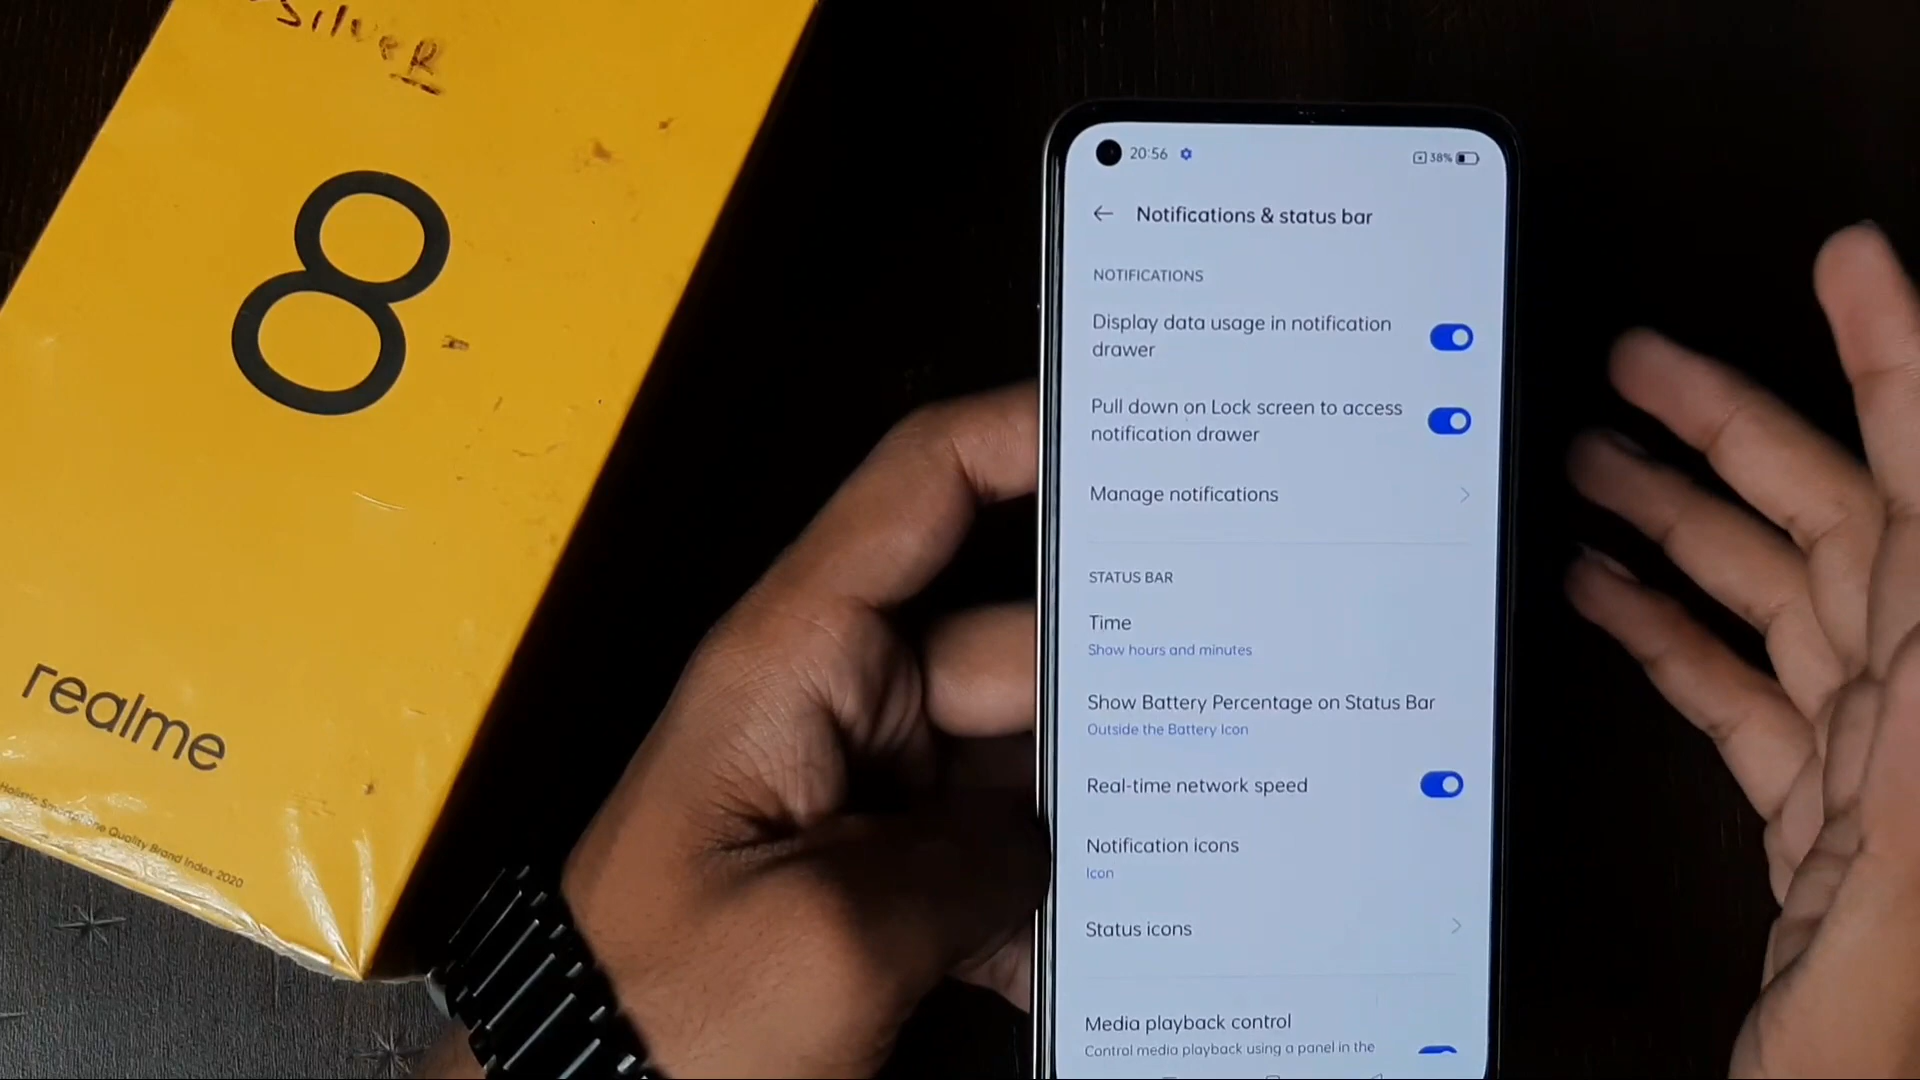 SilveR
8
realme
Holistic Smartphone Quality Brand Index 2020
20:56
38%
Notifications & status bar
NOTIFICATIONS
Display data usage in notification
drawer
Pull down on Lock screen to access
notification drawer
Manage notifications
STATUS BAR
Time
Show hours and minutes
Show Battery Percentage on Status Bar
Outside the Battery Icon
Real-time network speed
Notification icons
Icon
Status icons
Media playback control
Control media playback using a panel in the